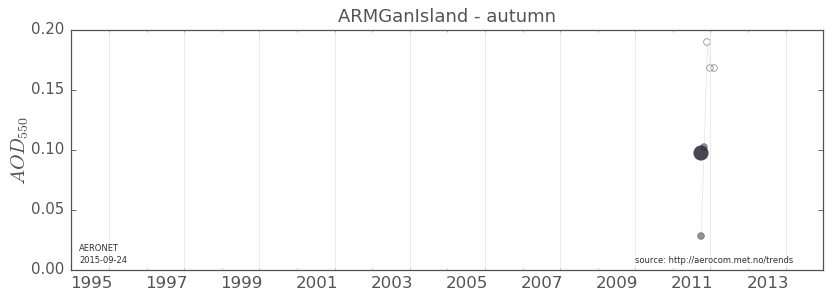 ARMGanIsland - autumn
0.20
0.15
0.10
0.05
0.00
AOD550
AERONET
2015-09-24
source: http://aerocom.met.no/trends
1995 1997 1999 2001 2003 2005 2007 2009 2011 2013